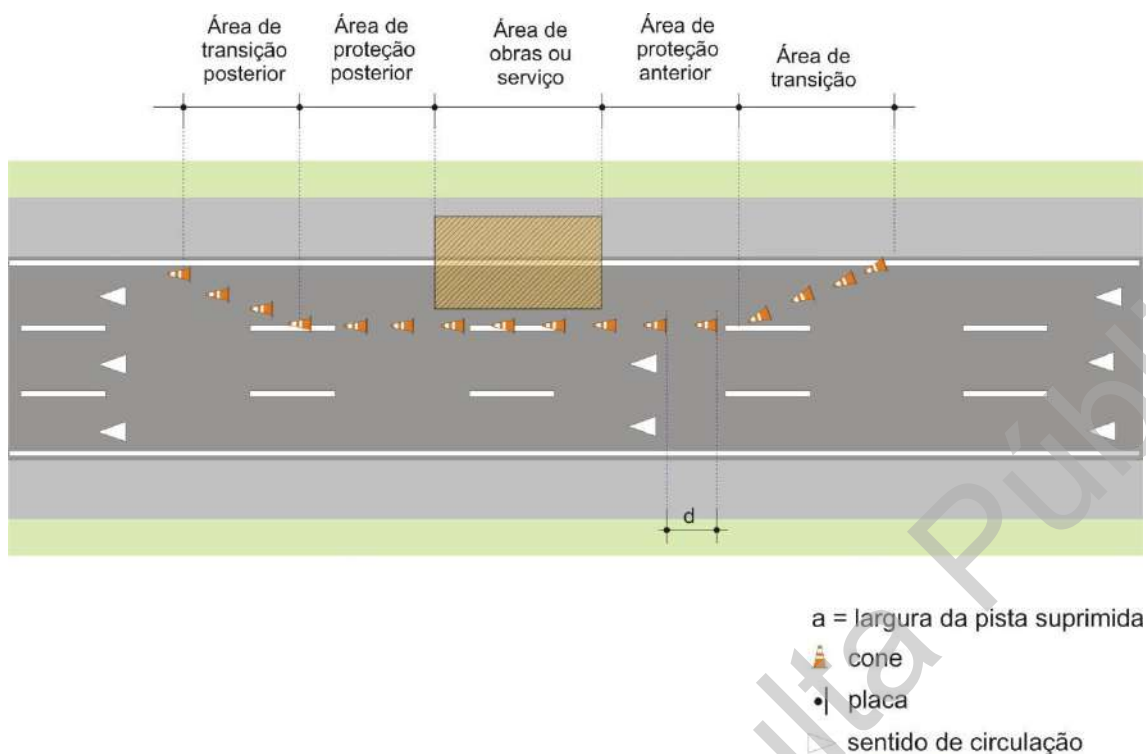 Área de
transição
posterior
Área de
proteção
posterior
Área de
obras ou
serviço
Área de
proteção
anterior
Área de
transição
d
a = largura da pista suprimida
cone
placa
sentido de circulação